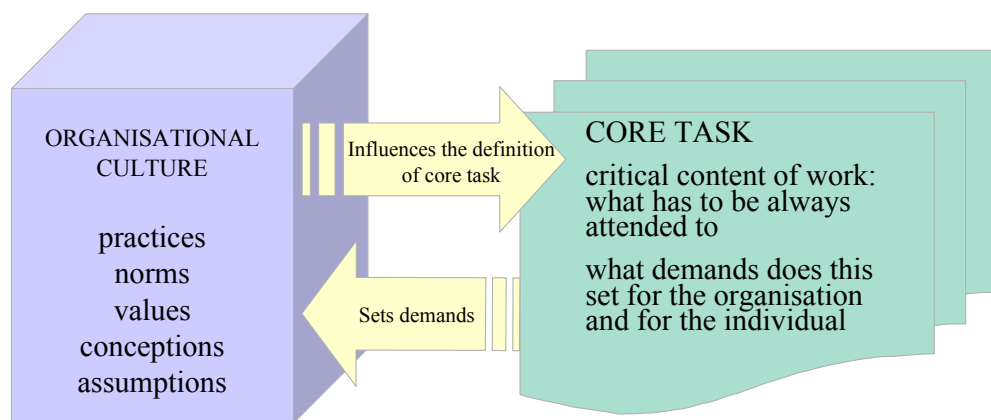 ORGANISATIONAL
CULTURE
practices
norms
values
conceptions
assumptions
Influences the definition
of core task
Sets demands
CORE TASK
critical content of work:
what has to be always
attended to
what demands does this
set for the organisation
and for the individual